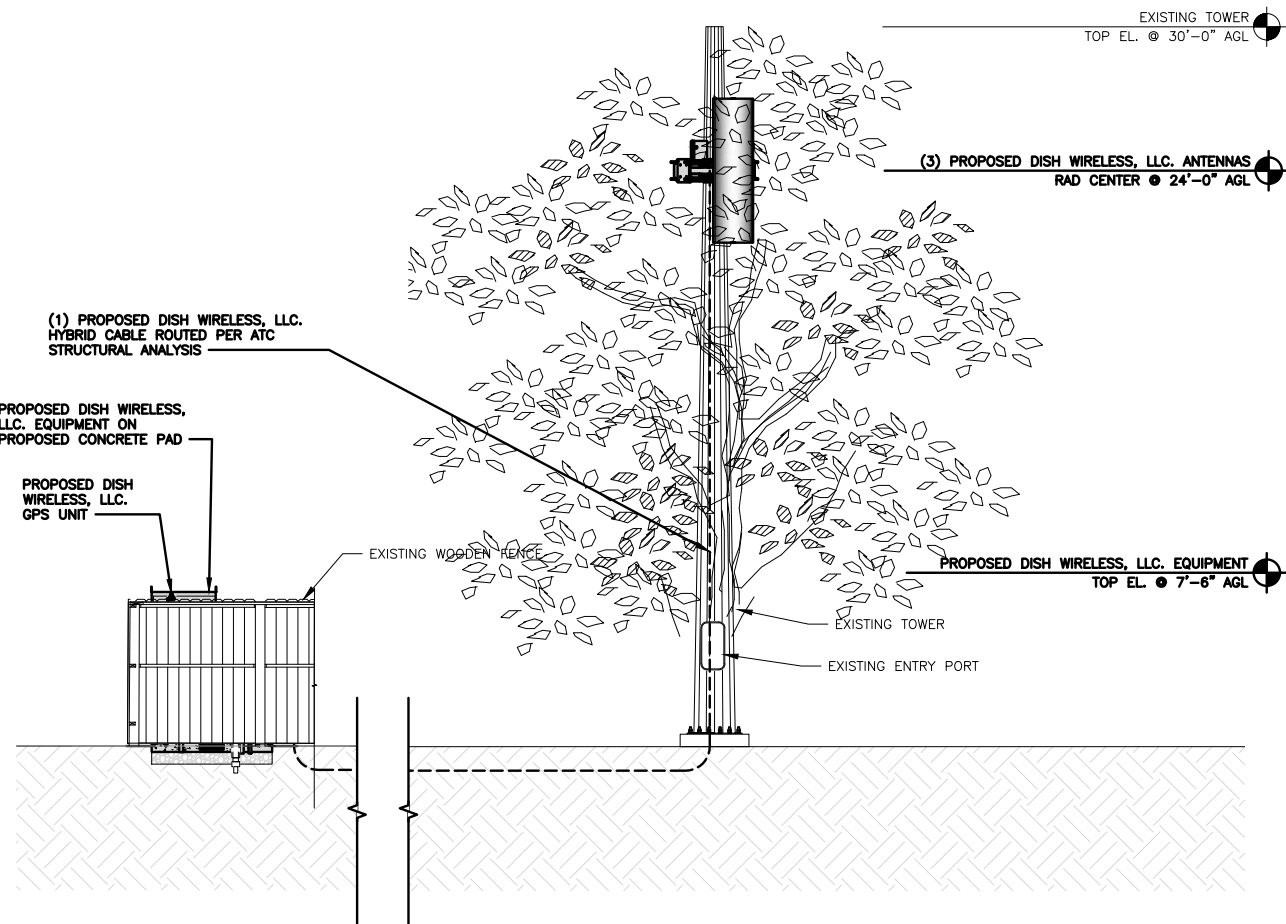 EXISTING TOWER
TOP EL. @ 30'-0" AGL
(3) PROPOSED DISH WIRELESS, LLC. ANTENNAS
RAD CENTER @ 24'-0" AGL
(1) PROPOSED DISH WIRELESS, LLC.
HYBRID CABLE ROUTED PER ATC
STRUCTURAL ANALYSIS
PROPOSED DISH WIRELESS,
LLC. EQUIPMENT ON
PROPOSED CONCRETE PAD
PROPOSED DISH
WIRELESS, LLC.
GPS UNIT
EXISTING WOODEN FENCE
PROPOSED DISH WIRELESS, LLC. EQUIPMENT
TOP EL. @ 7'-6" AGL
EXISTING TOWER
EXISTING ENTRY PORT